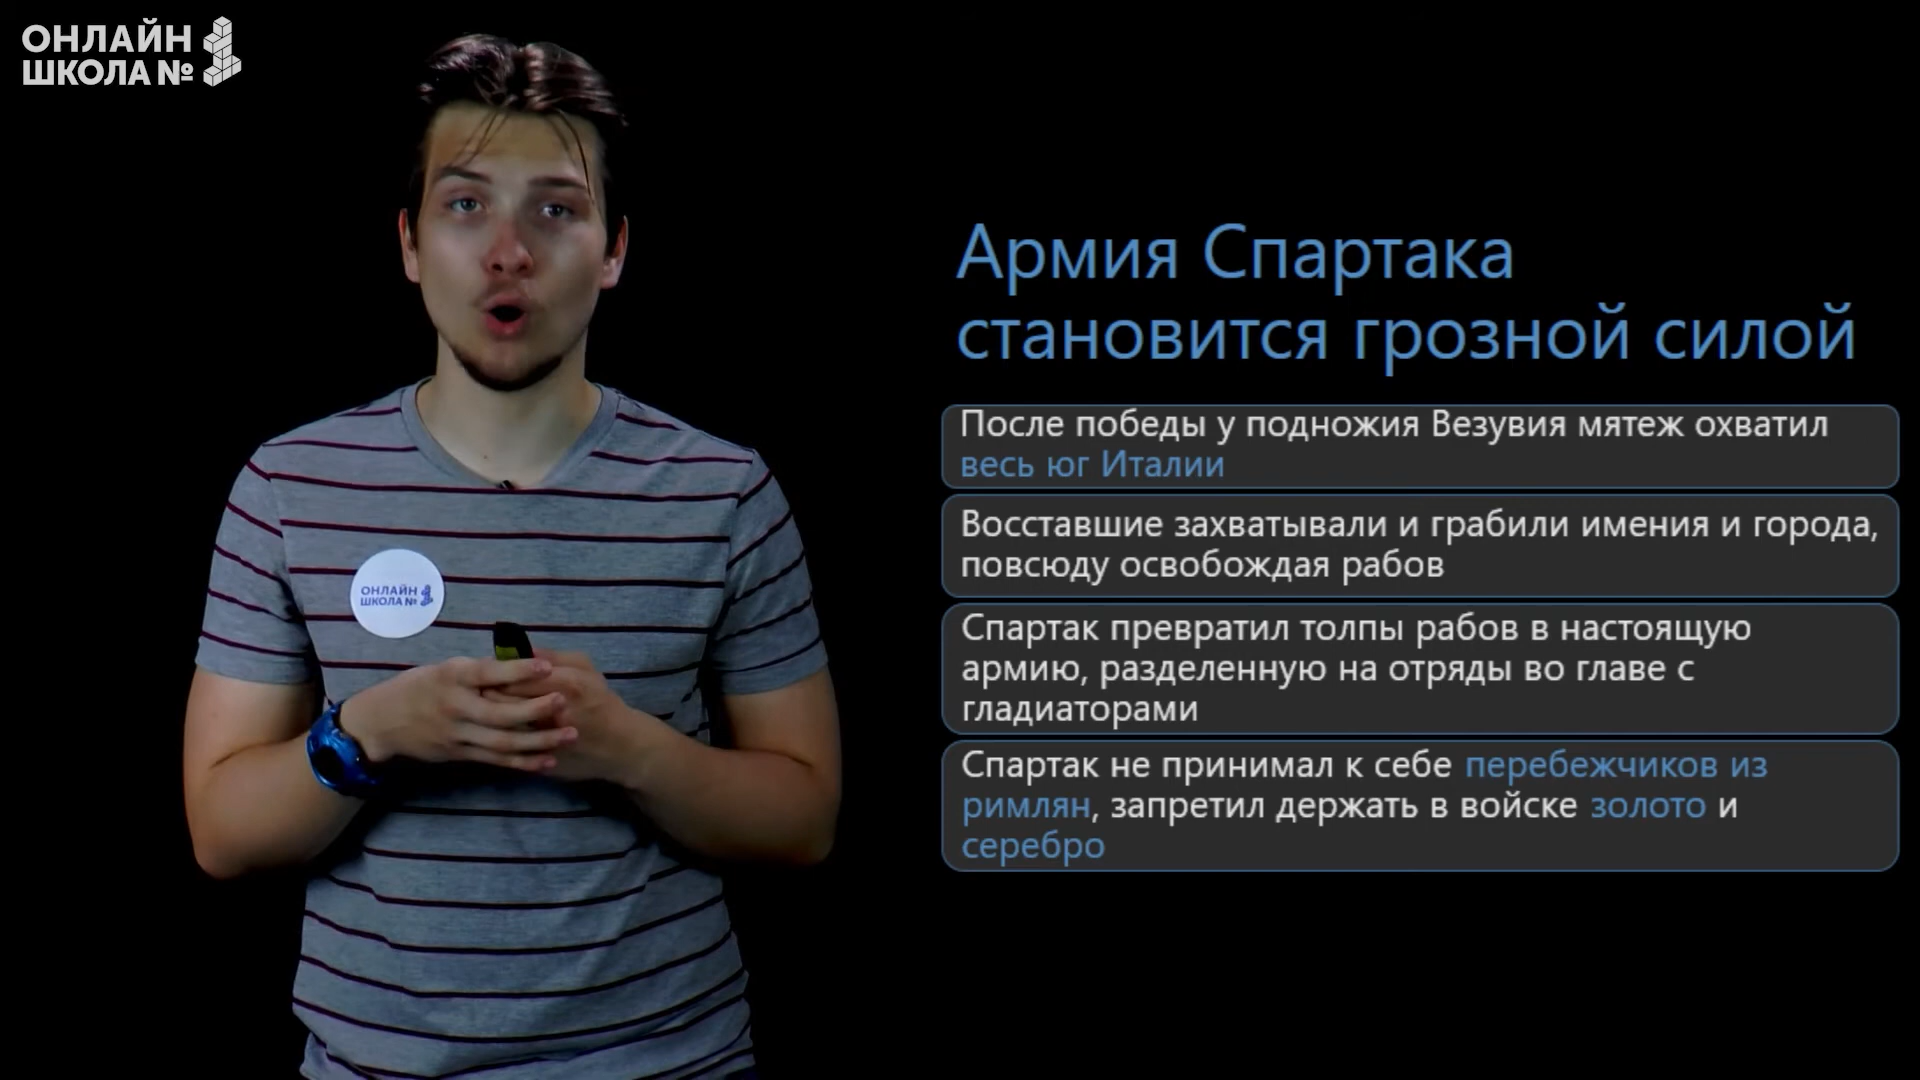 ОНЛАЙН
ШКОЛА №
Армия Спартака
становится грозной силой
После победы у подножия Везувия мятеж охватил
весь юг Италии
Восставшие захватывали и грабили имения и города,
повсюду освобождая рабов
Спартак превратил толпы рабов в настоящую
армию, разделенную на отряды во главе с
гладиаторами
Спартак не принимал к себе перебежчиков из
римлян, запретил держать в войске золото и
серебро
ОНЛАЙН
ШКОЛА №